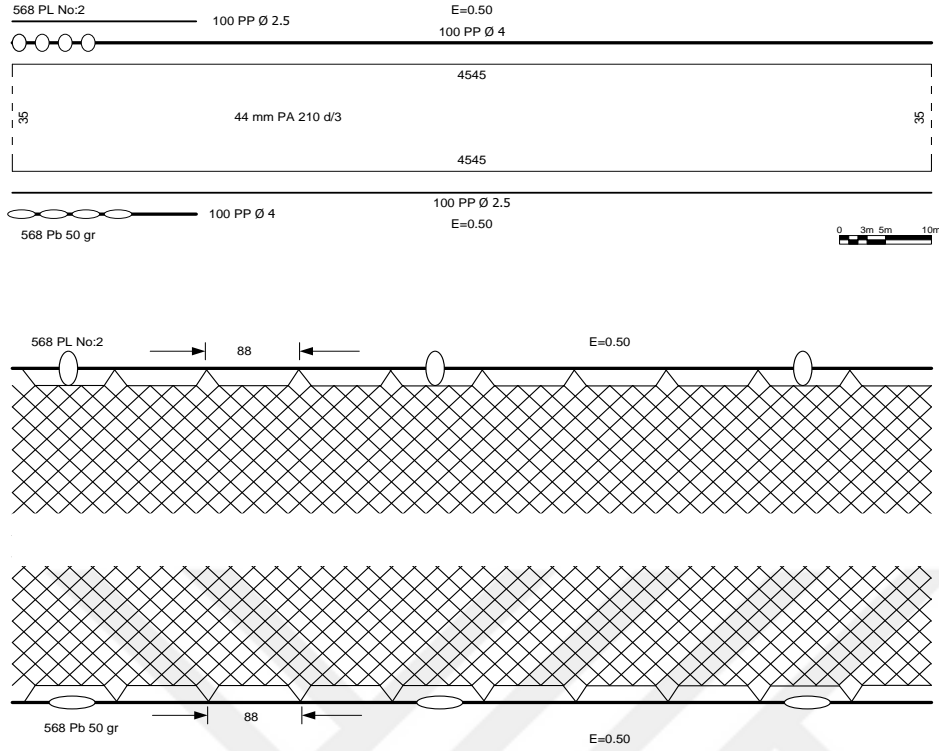 568 PL No:2
E=0.50
100 PP Ø 2.5
100 PP Ø 4
4545
35
44 mm PA 210 d/3
35
4545
100 PP Ø 2.5
100 PP Ø 4
E=0.50
568 Pb 50 gr
0 3m 5m 10m
568 PL No:2
88
E=0.50
88
568 Pb 50 gr
E=0.50